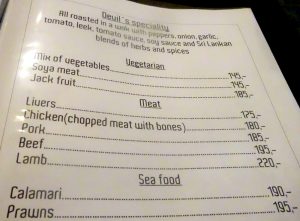 Devil's speciality
All roasted in a wok with peppers, onion, garlic,
tomato, leek, tomato sauce, soy sauce and Sri Lankan
blends of herbs and spices
Vegetarian
Mix of vegetables 145,-
Soya meat 145,-
Jack fruit 185,-
Meat
Livers 175,-
Chicken(chopped meat with bones) 180,-
Pork 185,-
Beef 195,-
Lamb 220,-
Sea food
Calamari 190,-
Prawns 195,-